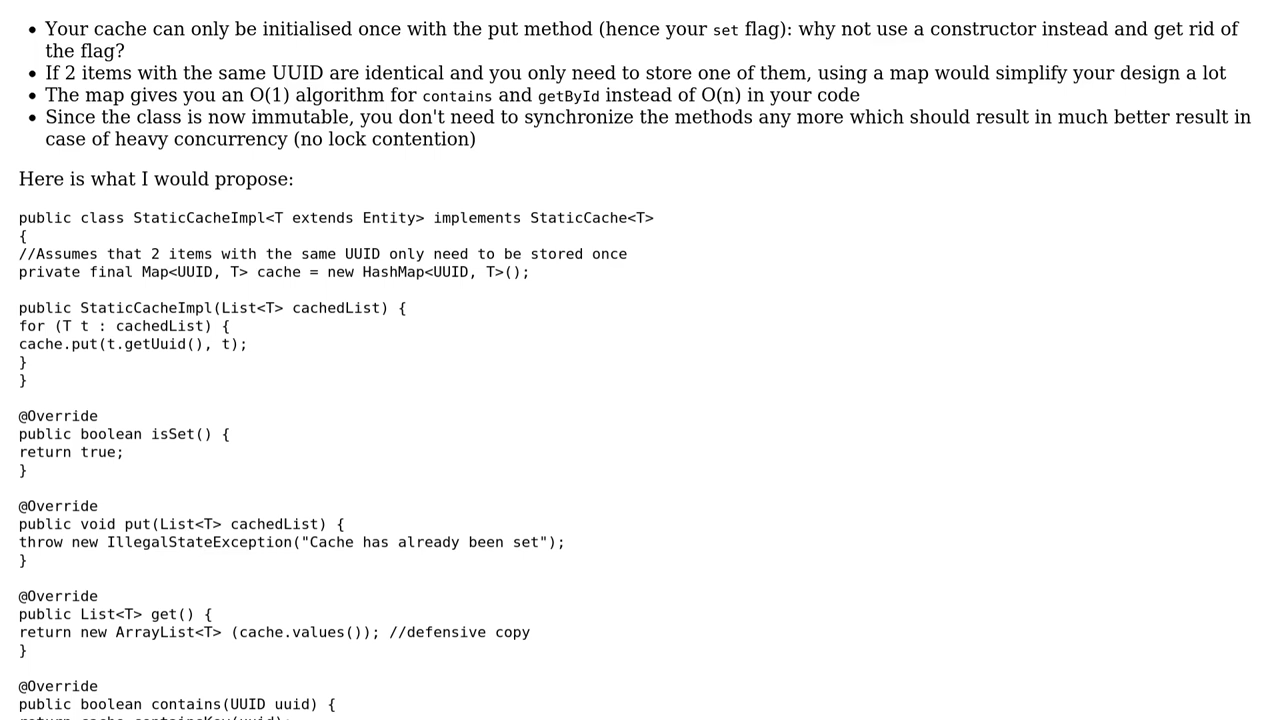 • Your cache can only be initialised once with the put method (hence your set flag): why not use a constructor instead and get rid of
the flag?
• If 2 items with the same UUID are identical and you only need to store one of them, using a map would simplify your design a lot
• The map gives you an O(1) algorithm for contains and getById instead of O(n) in your code
• Since the class is now immutable, you don't need to synchronize the methods any more which should result in much better result in
case of heavy concurrency (no lock contention)
Here is what I would propose:
public class StaticCacheImpl<T extends Entity> implements StaticCache<T>
{
//Assumes that 2 items with the same UUID only need to be stored once
private final Map<UUID, T> cache = new HashMap<UUID, T>();
public StaticCacheImpl(List<T> cachedList) {
for (T t : cachedList) {
cache.put(t.getUuid(), t);
}
}
@Override
public boolean isSet() {
return true;
}
@Override
public void put(List<T> cachedList) {
throw new IllegalStateException("Cache has already been set");
}
@Override
public List<T> get() {
return new ArrayList<T> (cache.values()); //defensive copy
}
@Override
public boolean contains(UUID uuid) {
return cache.containsKey(uuid);